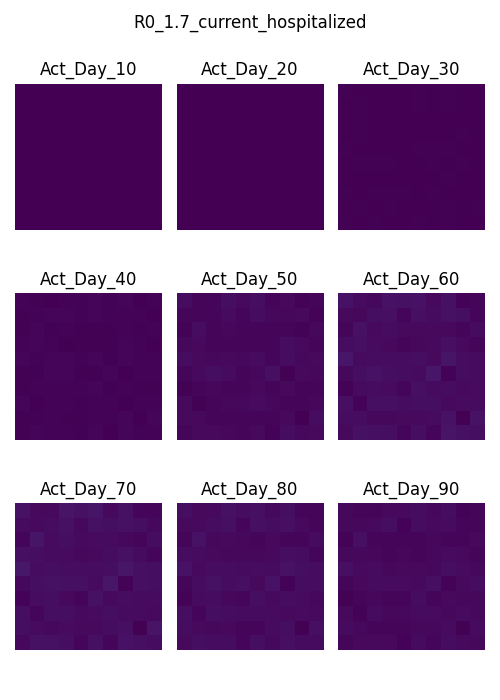 R0_1.7_current_hospitalized
Act_Day_10 Act_Day_20 Act_Day_30
Act_Day_40 Act_Day_50 Act_Day_60
Act_Day_70 Act_Day_80 Act_Day_90